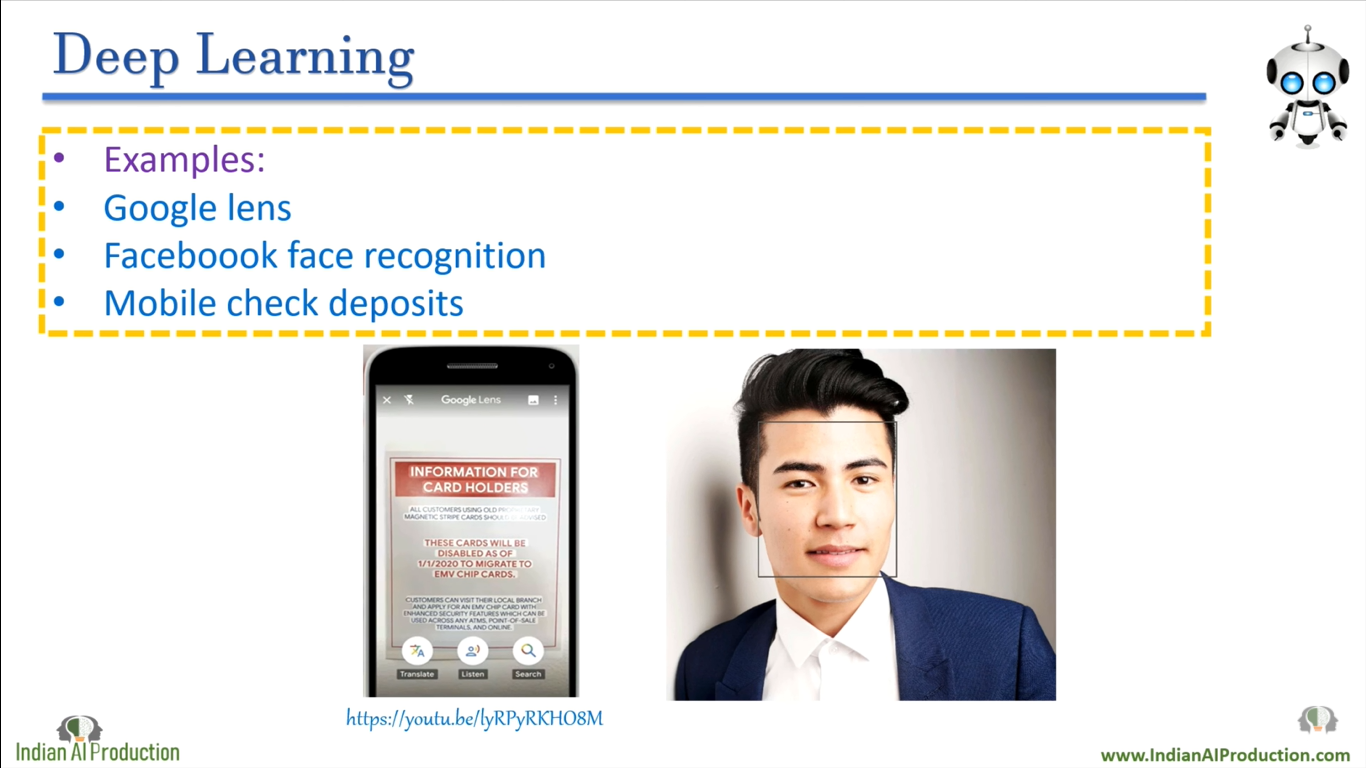 Deep Learning
• Examples:
• Google lens
• Faceboook face recognition
• Mobile check deposits
Google Lens
INFORMATION FOR
CARD HOLDERS
ALL CUSTOMERS USING OLD
MAGNETIC STRIPE CARDS
THESE CARDS WILL BE
DISABLED AS OF
1/1/2020 TO MIGRATE TO
EMV CHIP CARDS.
CUSTOMERS CAN VISIT THEIR LOCAL BRANCH
AND APPLY FOR AN EMV CHIP CARD WITH
ENHANCED SECURITY FEATURES WHICH CAN BE
USED ACROSS ANY ATMS, POINT-OF-SALE
TERMINALS, AND ONLINE.
Translate
Listen
Search
https://youtu.be/lyRPyRKHO8M
Indian AI Production
www.IndianAIProduction.com